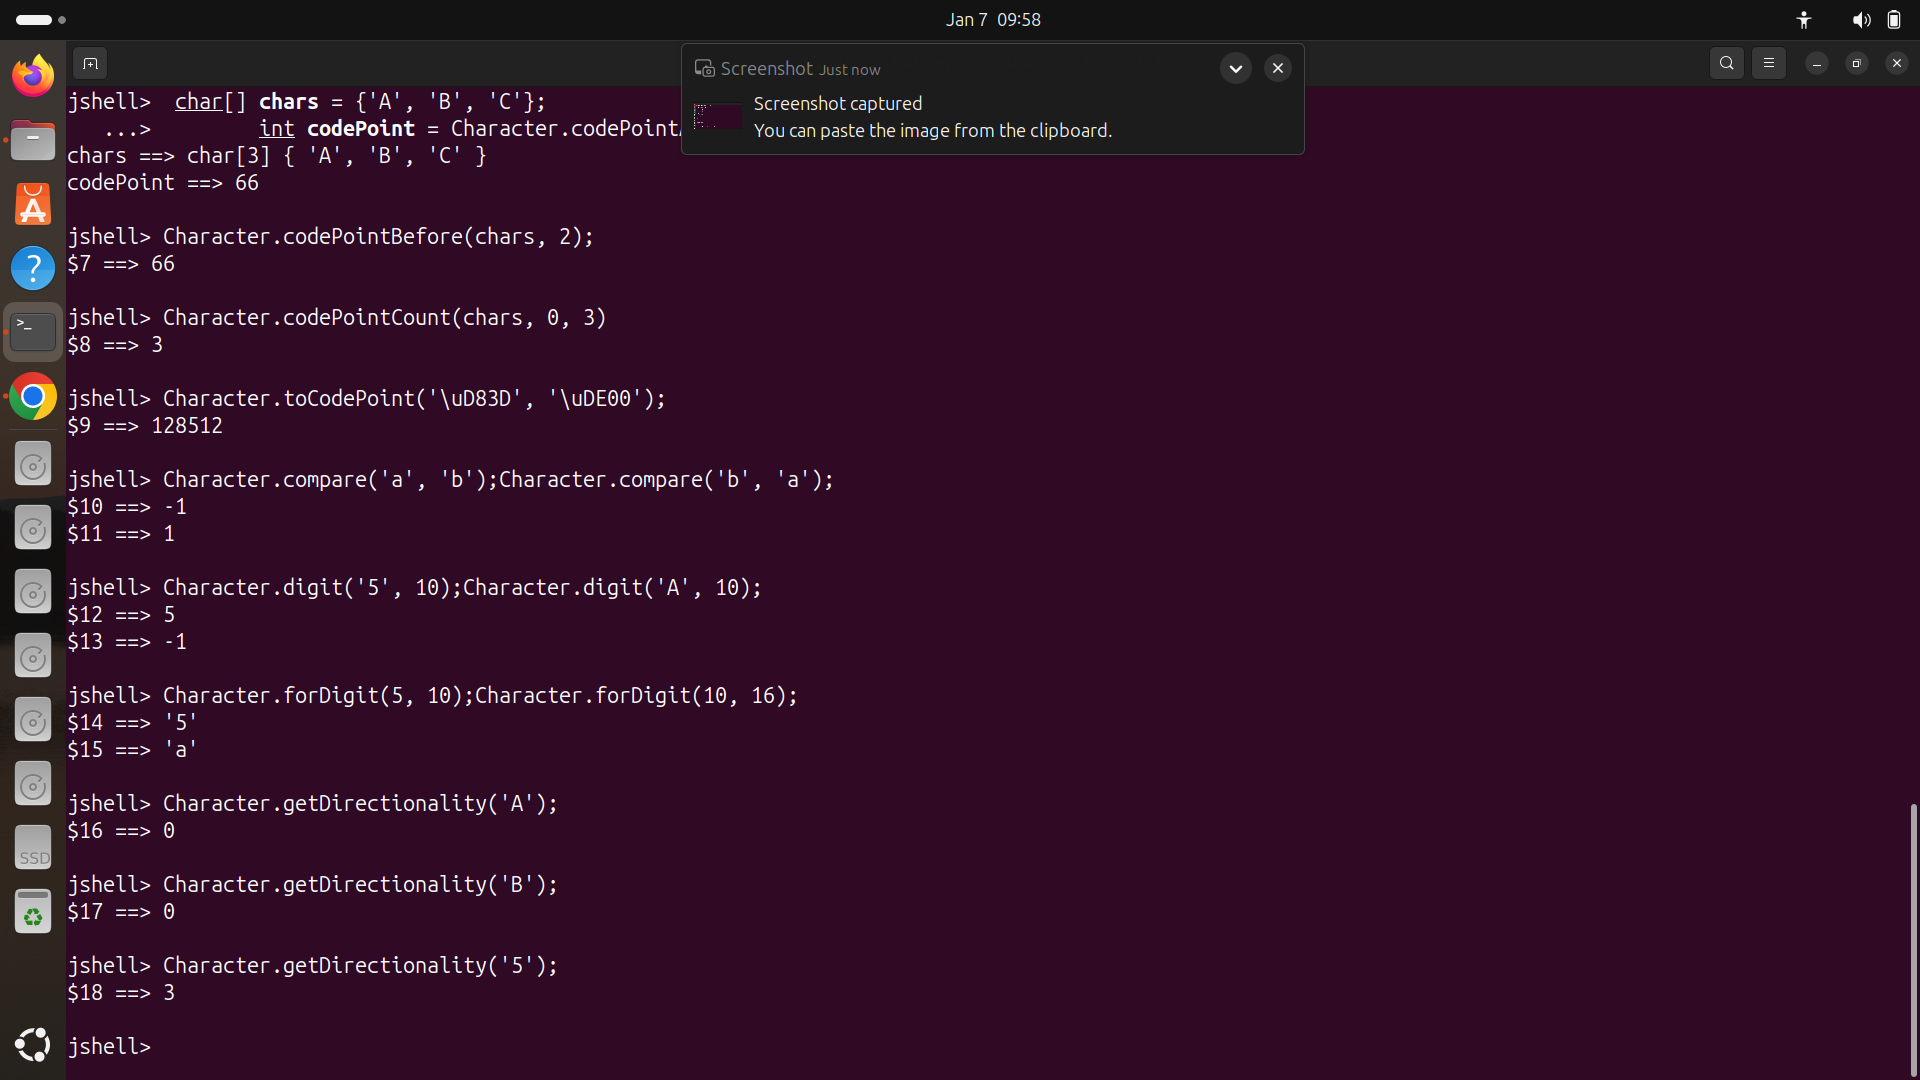 Jan 7 09:58
Screenshot Just now
Screenshot captured
You can paste the image from the clipboard.
jshell>  char[] chars = {'A', 'B', 'C'};
   ...>         int codePoint = Character.codePoint
chars ==> char[3] { 'A', 'B', 'C' }
codePoint ==> 66
jshell> Character.codePointBefore(chars, 2);
$7 ==> 66
jshell> Character.codePointCount(chars, 0, 3)
$8 ==> 3
jshell> Character.toCodePoint('\uD83D', '\uDE00');
$9 ==> 128512
jshell> Character.compare('a', 'b');Character.compare('b', 'a');
$10 ==> -1
$11 ==> 1
jshell> Character.digit('5', 10);Character.digit('A', 10);
$12 ==> 5
$13 ==> -1
jshell> Character.forDigit(5, 10);Character.forDigit(10, 16);
$14 ==> '5'
$15 ==> 'a'
jshell> Character.getDirectionality('A');
$16 ==> 0
jshell> Character.getDirectionality('B');
$17 ==> 0
jshell> Character.getDirectionality('5');
$18 ==> 3
jshell>
SSD